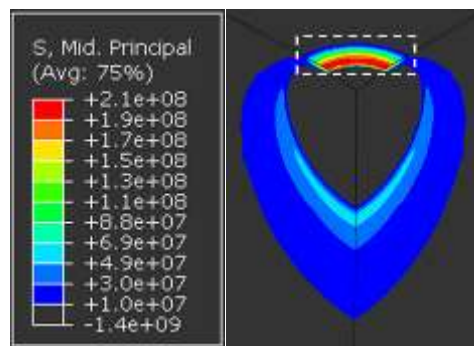 S, Mid. Principal
(Avg: 75%)
+2.1e+08
+1.9e+08
+1.7e+08
+1.5e+08
+1.3e+08
+1.1e+08
+8.8e+07
+6.9e+07
+4.9e+07
+3.0e+07
+1.0e+07
-1.4e+09